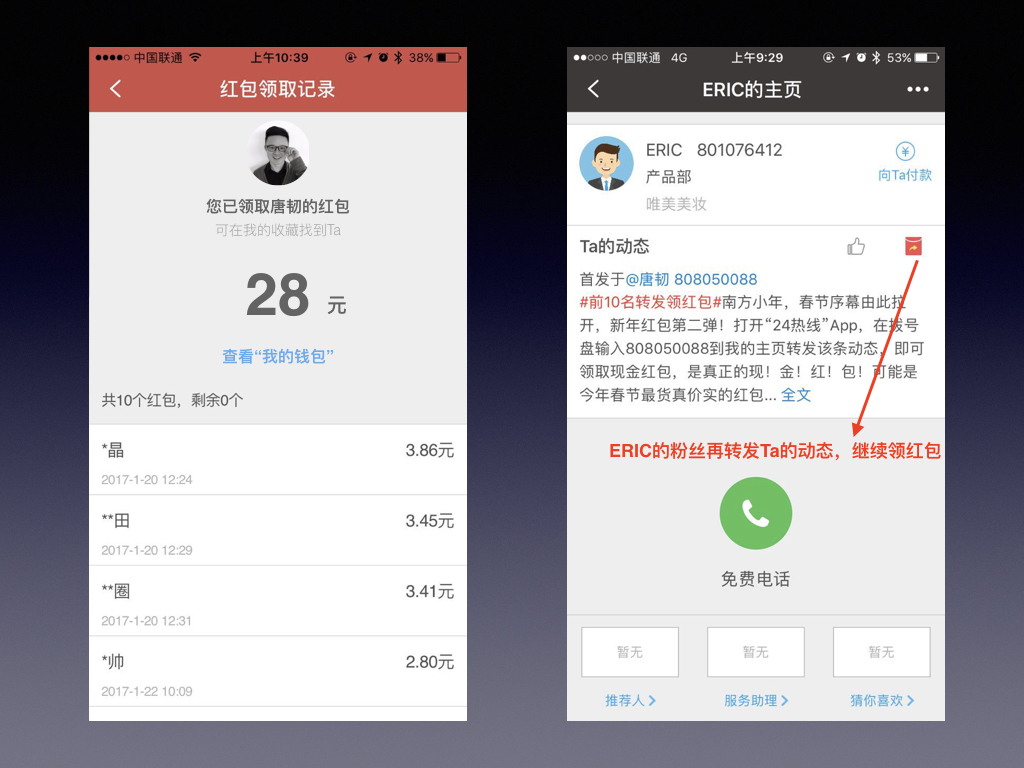 中国联通 上午10:39 38%
红包领取记录
您已领取唐韧的红包
可在我的收藏找到Ta
28 元
查看“我的钱包”
共10个红包，剩余0个
*晶 3.86元
2017-1-20 12:24
**田 3.45元
2017-1-20 12:29
**圈 3.41元
2017-1-20 12:31
*帅 2.80元
2017-1-22 10:09
中国联通 4G 上午9:29 53%
ERIC的主页
ERIC 801076412
产品部
唯美美妆
向Ta付款
Ta的动态
首发于@唐韧 808050088
#前10名转发领红包#南方小年，春节序幕由此拉
开，新年红包第二弹！打开“24热线”App，在拨号
盘输入808050088到我的主页转发该条动态，即可
领取现金红包，是真正的现！金！红！包！可能是
今年春节最货真价实的红包... 全文
ERIC的粉丝再转发Ta的动态，继续领红包
免费电话
暂无 暂无 暂无
推荐人 服务助理 猜你喜欢